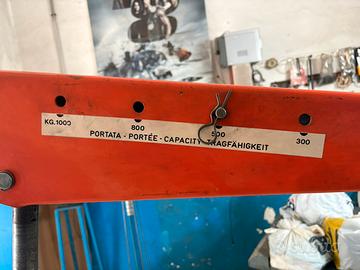 KG.1000 800 500 300
PORTATA - PORTÉE - CAPACITY - TRAGFÄHIGKEIT